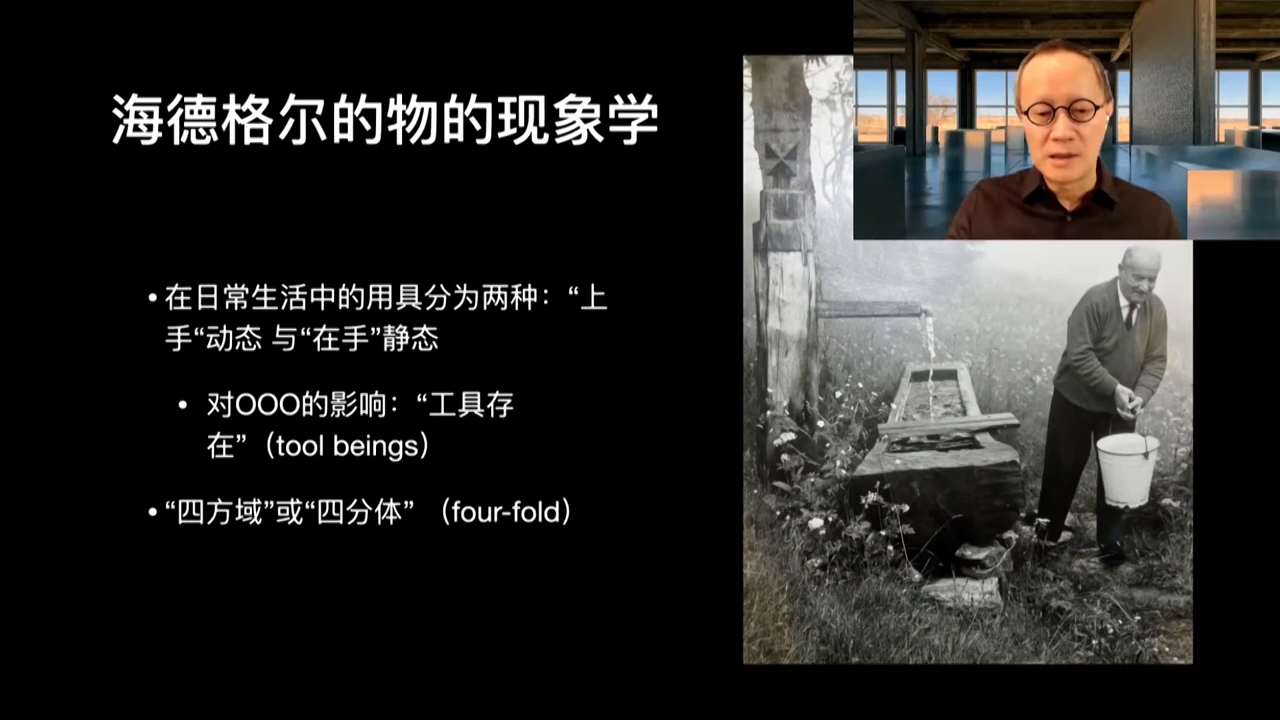 海德格尔的物的现象学
• 在日常生活中的用具分为两种：“上
手“动态 与“在手”静态
• 对OOO的影响：“工具存
在”（tool beings）
• “四方域”或“四分体” （four-fold）